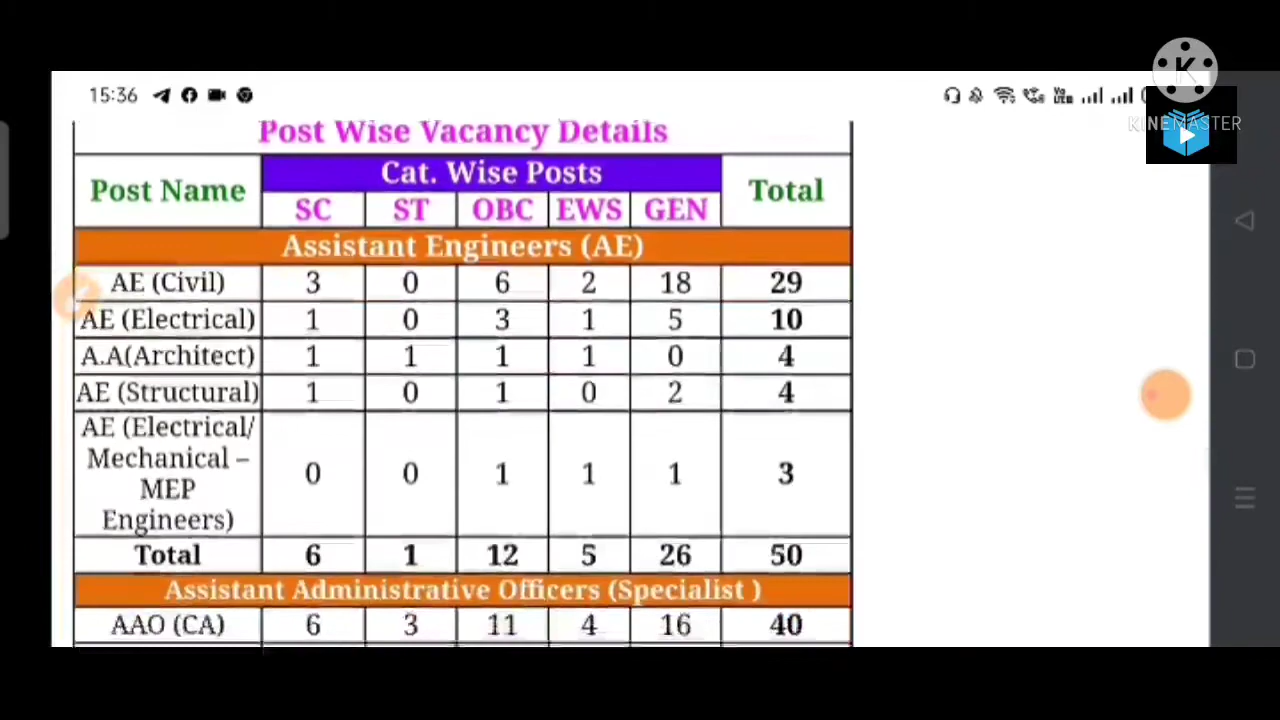 15:36
KINEMASTER
Post Wise Vacancy Details
Post Name Cat. Wise Posts Total
SC ST OBC EWS GEN
Assistant Engineers (AE)
AE (Civil) 3 0 6 2 18 29
AE (Electrical) 1 0 3 1 5 10
A.A(Architect) 1 1 1 1 0 4
AE (Structural) 1 0 1 0 2 4
AE (Electrical/
Mechanical –
MEP
Engineers) 0 0 1 1 1 3
Total 6 1 12 5 26 50
Assistant Administrative Officers (Specialist )
AAO (CA) 6 3 11 4 16 40